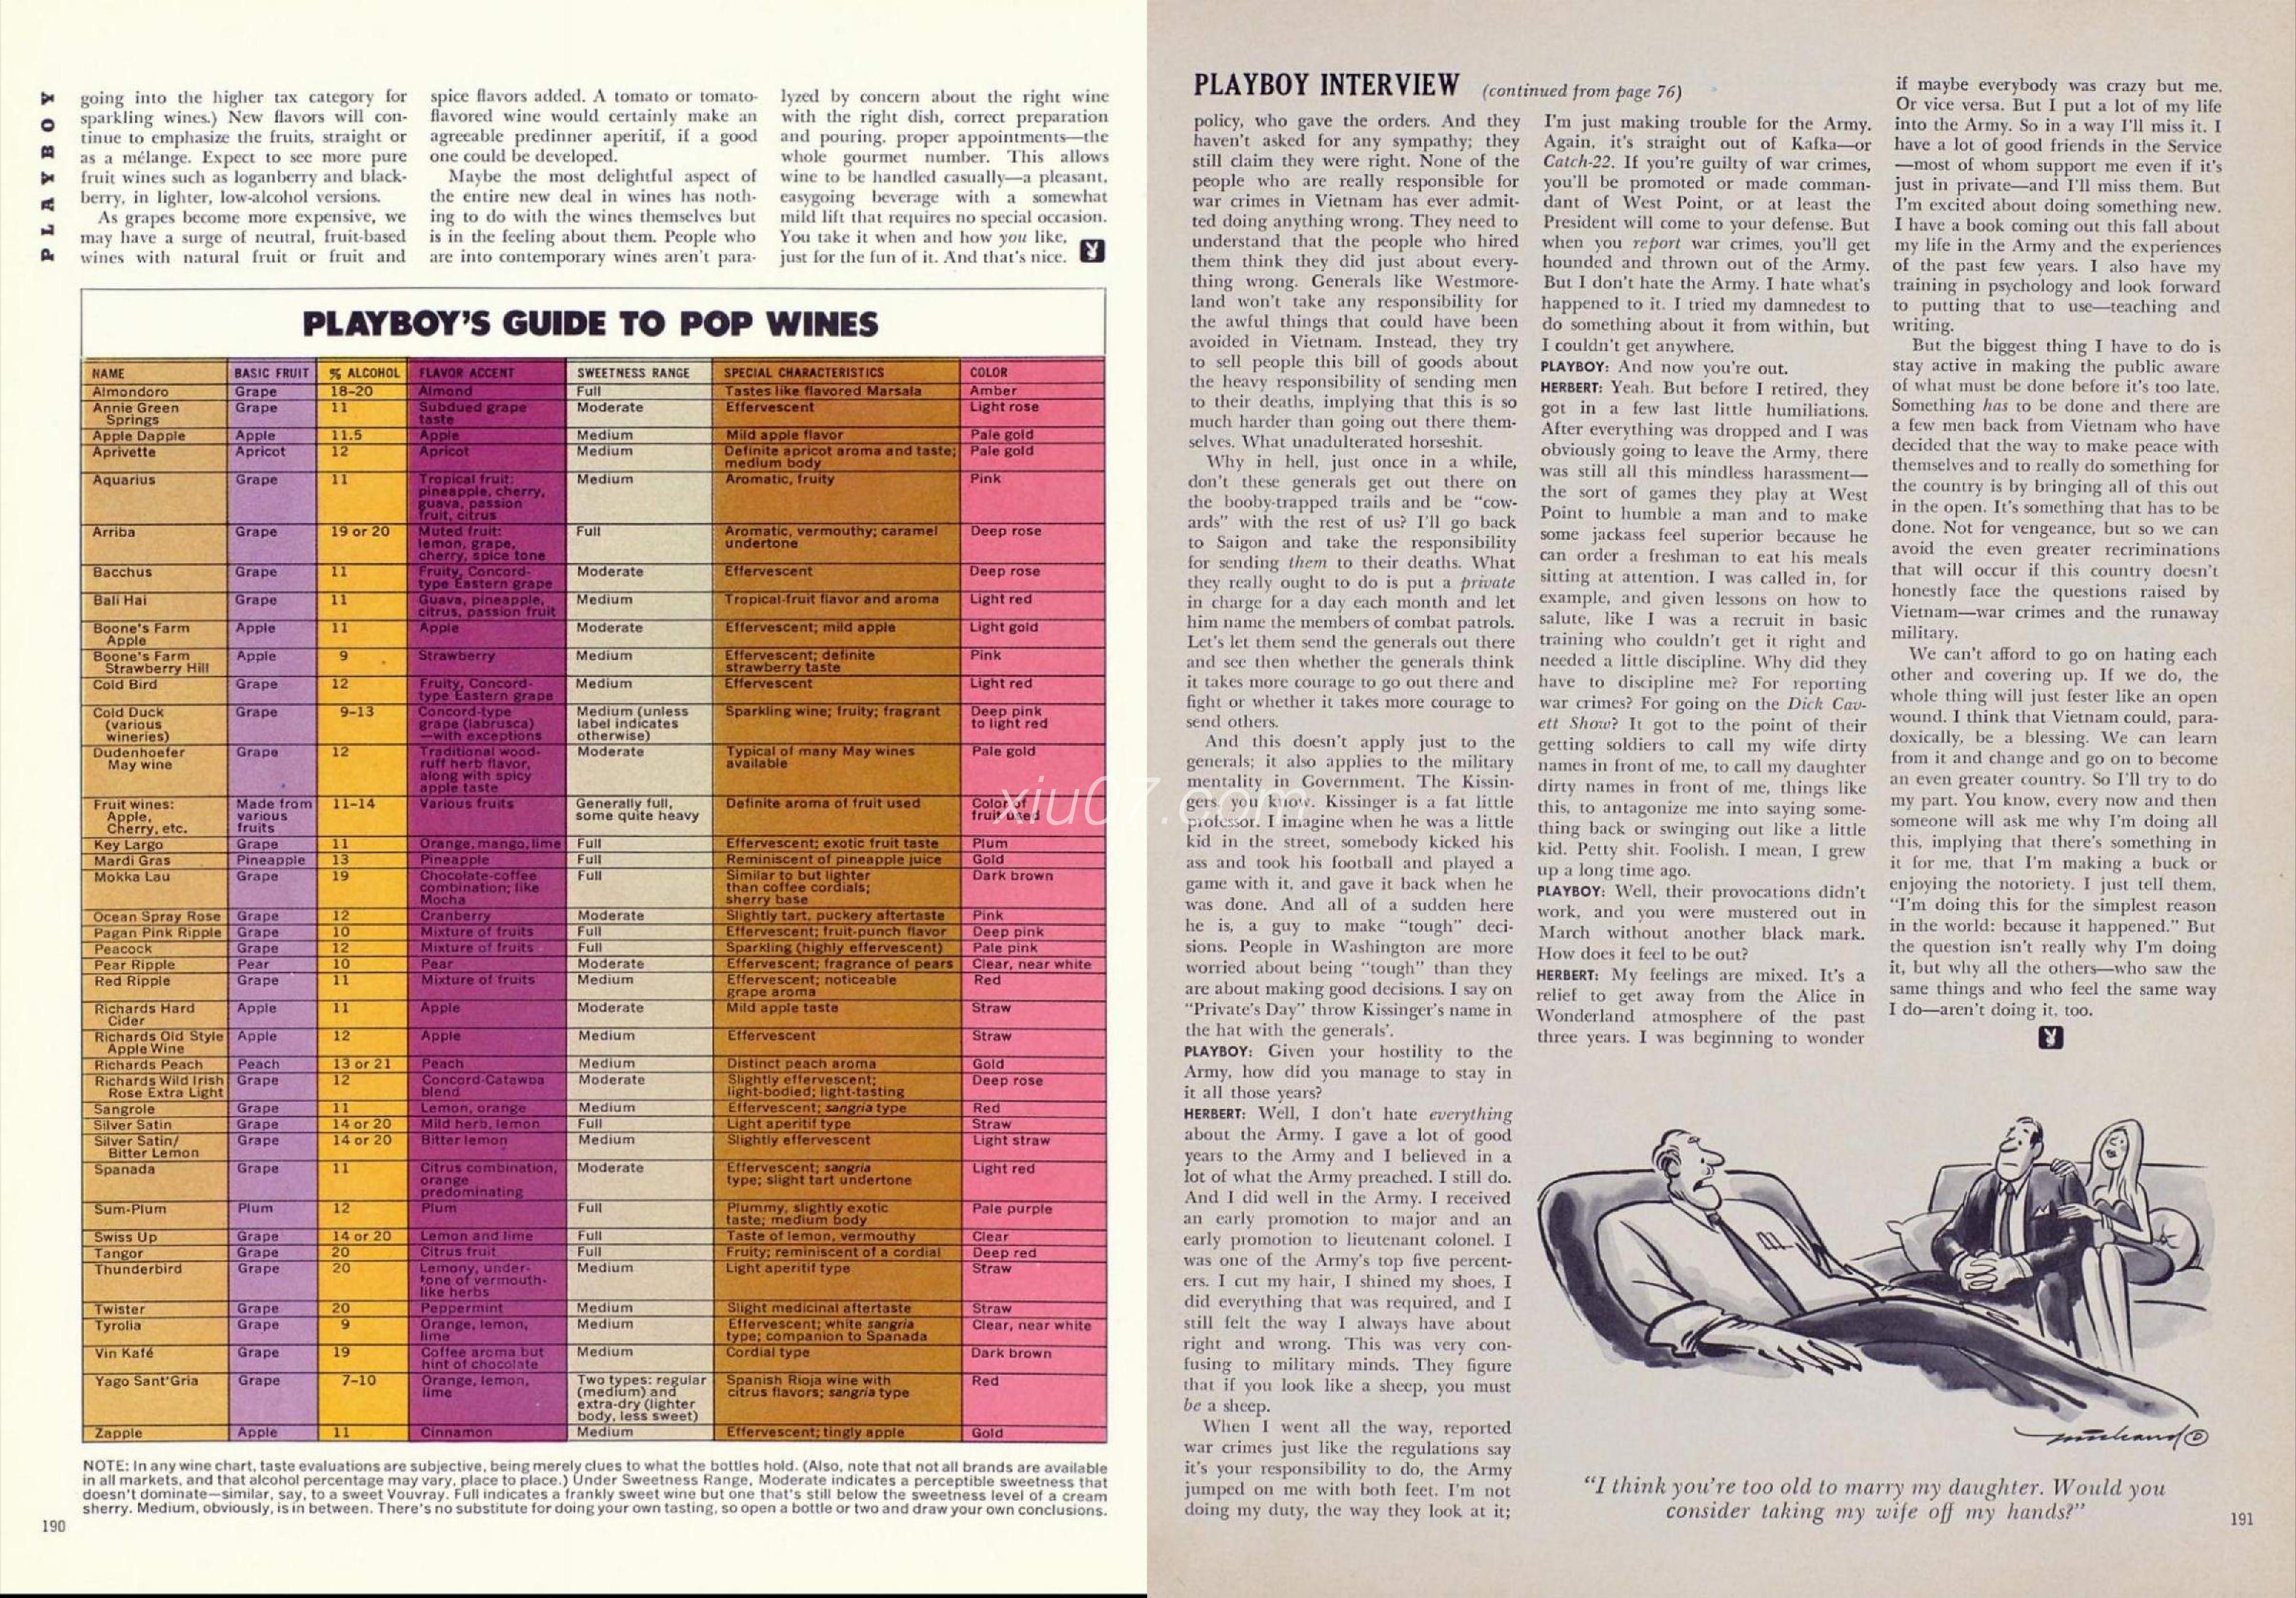 PLAYBOY
going into the higher tax category for
sparkling wines.) New flavors will con-
tinue to emphasize the fruits, straight or
as a mélange. Expect to see more pure
fruit wines such as loganberry and black-
berry, in lighter, low-alcohol versions.
As grapes become more expensive, we
may have a surge of neutral, fruit-based
wines with natural fruit or fruit and
spice flavors added. A tomato or tomato-
flavored wine would certainly make an
agreeable predinner aperitif, if a good
one could be developed.
Maybe the most delightful aspect of
the entire new deal in wines has noth-
ing to do with the wines themselves but
is in the feeling about them. People who
are into contemporary wines aren't para-
lyzed by concern about the right wine
with the right dish, correct preparation
and pouring, proper appointments—the
whole gourmet number. This allows
wine to be handled casually—a pleasant,
easygoing beverage with a somewhat
mild lift that requires no special occasion.
You take it when and how you like,
just for the fun of it. And that's nice.
PLAYBOY'S GUIDE TO POP WINES
NAME BASIC FRUIT % ALCOHOL FLAVOR ACCENT SWEETNESS RANGE SPECIAL CHARACTERISTICS COLOR
Almondoro Grape 18–20 Almond Full Tastes like flavored Marsala Amber
Annie Green Grape 11 Subdued grape Moderate Effervescent Light rose
Springs taste
Apple Dapple Apple 11.5 Apple Medium Mild apple flavor Pale gold
Aprivette Apricot 12 Apricot Medium Definite apricot aroma and taste; Pale gold
medium body
Aquarius Grape 11 Tropical fruit: Medium Aromatic, fruity Pink
pineapple, cherry,
guava, passion
fruit, citrus
Arriba Grape 19 or 20 Muted fruit: Full Aromatic, vermouthy; caramel Deep rose
lemon, grape, undertone
cherry, spice tone
Bacchus Grape 11 Fruity, Concord- Moderate Effervescent Deep rose
type Eastern grape
Bali Hai Grape 11 Guava, pineapple, Medium Tropical-fruit flavor and aroma Light red
citrus, passion fruit
Boone's Farm Apple 11 Apple Moderate Effervescent; mild apple Light gold
Apple
Boone's Farm Apple 9 Strawberry Medium Effervescent; definite Pink
Strawberry Hill strawberry taste
Cold Bird Grape 12 Fruity, Concord- Medium Effervescent Light red
type Eastern grape
Cold Duck Grape 9–13 Concord-type Medium (unless Sparkling wine; fruity; fragrant Deep pink
(various grape (labrusca) label indicates to light red
wineries) —with exceptions otherwise)
Dudenhoefer Grape 12 Traditional wood- Moderate Typical of many May wines Pale gold
May wine ruff herb flavor, available
along with spicy
apple taste
Fruit wines: Made from 11–14 Various fruits Generally full, Definite aroma of fruit used Color of
Apple, various some quite heavy fruit used
Cherry, etc. fruits
Key Largo Grape 11 Orange, mango, lime Full Effervescent; exotic fruit taste Plum
Mardi Gras Pineapple 13 Pineapple Full Reminiscent of pineapple juice Gold
Mokka Lau Grape 19 Chocolate-coffee Full Similar to but lighter Dark brown
combination; like than coffee cordials;
Mocha sherry base
Ocean Spray Rose Grape 12 Cranberry Moderate Slightly tart, puckery aftertaste Pink
Pagan Pink Ripple Grape 10 Mixture of fruits Full Effervescent; fruit-punch flavor Deep pink
Peacock Grape 12 Mixture of fruits Full Sparkling (highly effervescent) Pale pink
Pear Ripple Pear 10 Pear Moderate Effervescent; fragrance of pears Clear, near white
Red Ripple Grape 11 Mixture of fruits Medium Effervescent; noticeable Red
grape aroma
Richards Hard Apple 11 Apple Moderate Mild apple taste Straw
Cider
Richards Old Style Apple 12 Apple Medium Effervescent Straw
Apple Wine
Richards Peach Peach 13 or 21 Peach Medium Distinct peach aroma Gold
Richards Wild Irish Grape 12 Concord-Catawba Moderate Slightly effervescent; Deep rose
Rose Extra Light blend light-bodied; light-tasting
Sangrole Grape 11 Lemon, orange Medium Effervescent; sangria type Red
Silver Satin Grape 14 or 20 Mild herb, lemon Full Light aperitif type Straw
Silver Satin/ Grape 14 or 20 Bitter lemon Medium Slightly effervescent Light straw
Bitter Lemon
Spanada Grape 11 Citrus combination, Moderate Effervescent; sangria Light red
orange type; slight tart undertone
predominating
Sum-Plum Plum 12 Plum Full Plummy, slightly exotic Pale purple
taste; medium body
Swiss Up Grape 14 or 20 Lemon and lime Full Taste of lemon, vermouthy Clear
Tangor Grape 20 Citrus fruit Full Fruity; reminiscent of a cordial Deep red
Thunderbird Grape 20 Lemony, under- Medium Light aperitif type Straw
tone of vermouth-
like herbs
Twister Grape 20 Peppermint Medium Slight medicinal aftertaste Straw
Tyrolia Grape 9 Orange, lemon, Medium Effervescent; white sangria Clear, near white
lime type; companion to Spanada
Vin Kafé Grape 19 Coffee aroma but Medium Cordial type Dark brown
hint of chocolate
Yago Sant'Gria Grape 7–10 Orange, lemon, Two types: regular Spanish Rioja wine with Red
lime (medium) and citrus flavors; sangria type
extra-dry (lighter
body, less sweet)
Zapple Apple 11 Cinnamon Medium Effervescent; tingly apple Gold
NOTE: In any wine chart, taste evaluations are subjective, being merely clues to what the bottles hold. (Also, note that not all brands are available
in all markets, and that alcohol percentage may vary, place to place.) Under Sweetness Range, Moderate indicates a perceptible sweetness that
doesn't dominate—similar, say, to a sweet Vouvray. Full indicates a frankly sweet wine but one that's still below the sweetness level of a cream
sherry. Medium, obviously, is in between. There's no substitute for doing your own tasting, so open a bottle or two and draw your own conclusions.
190
PLAYBOY INTERVIEW (continued from page 76)
policy, who gave the orders. And they
haven't asked for any sympathy; they
still claim they were right. None of the
people who are really responsible for
war crimes in Vietnam has ever admit-
ted doing anything wrong. They need to
understand that the people who hired
them think they did just about every-
thing wrong. Generals like Westmore-
land won't take any responsibility for
the awful things that could have been
avoided in Vietnam. Instead, they try
to sell people this bill of goods about
the heavy responsibility of sending men
to their deaths, implying that this is so
much harder than going out there them-
selves. What unadulterated horseshit.
Why in hell, just once in a while,
don't these generals get out there on
the booby-trapped trails and be "cow-
ards" with the rest of us? I'll go back
to Saigon and take the responsibility
for sending them to their deaths. What
they really ought to do is put a private
in charge for a day each month and let
him name the members of combat patrols.
Let's let them send the generals out there
and see then whether the generals think
it takes more courage to go out there and
fight or whether it takes more courage to
send others.
And this doesn't apply just to the
generals; it also applies to the military
mentality in Government. The Kissin-
gers, you know. Kissinger is a fat little
professor. I imagine when he was a little
kid in the street, somebody kicked his
ass and took his football and played a
game with it, and gave it back when he
was done. And all of a sudden here
he is, a guy to make "tough" deci-
sions. People in Washington are more
worried about being "tough" than they
are about making good decisions. I say on
"Private's Day" throw Kissinger's name in
the hat with the generals'.
PLAYBOY: Given your hostility to the
Army, how did you manage to stay in
it all those years?
HERBERT: Well, I don't hate everything
about the Army. I gave a lot of good
years to the Army and I believed in a
lot of what the Army preached. I still do.
And I did well in the Army. I received
an early promotion to major and an
early promotion to lieutenant colonel. I
was one of the Army's top five percent-
ers. I cut my hair, I shined my shoes, I
did everything that was required, and I
still felt the way I always have about
right and wrong. This was very con-
fusing to military minds. They figure
that if you look like a sheep, you must
be a sheep.
When I went all the way, reported
war crimes just like the regulations say
it's your responsibility to do, the Army
jumped on me with both feet. I'm not
doing my duty, the way they look at it;
I'm just making trouble for the Army.
Again, it's straight out of Kafka—or
Catch-22. If you're guilty of war crimes,
you'll be promoted or made comman-
dant of West Point, or at least the
President will come to your defense. But
when you report war crimes, you'll get
hounded and thrown out of the Army.
But I don't hate the Army. I hate what's
happened to it. I tried my damnedest to
do something about it from within, but
I couldn't get anywhere.
PLAYBOY: And now you're out.
HERBERT: Yeah. But before I retired, they
got in a few last little humiliations.
After everything was dropped and I was
obviously going to leave the Army, there
was still all this mindless harassment—
the sort of games they play at West
Point to humble a man and to make
some jackass feel superior because he
can order a freshman to eat his meals
sitting at attention. I was called in, for
example, and given lessons on how to
salute, like I was a recruit in basic
training who couldn't get it right and
needed a little discipline. Why did they
have to discipline me? For reporting
war crimes? For going on the Dick Cav-
ett Show? It got to the point of their
getting soldiers to call my wife dirty
names in front of me, to call my daughter
dirty names in front of me, things like
this, to antagonize me into saying some-
thing back or swinging out like a little
kid. Petty shit. Foolish. I mean, I grew
up a long time ago.
PLAYBOY: Well, their provocations didn't
work, and you were mustered out in
March without another black mark.
How does it feel to be out?
HERBERT: My feelings are mixed. It's a
relief to get away from the Alice in
Wonderland atmosphere of the past
three years. I was beginning to wonder
if maybe everybody was crazy but me.
Or vice versa. But I put a lot of my life
into the Army. So in a way I'll miss it. I
have a lot of good friends in the Service
—most of whom support me even if it's
just in private—and I'll miss them. But
I'm excited about doing something new.
I have a book coming out this fall about
my life in the Army and the experiences
of the past few years. I also have my
training in psychology and look forward
to putting that to use—teaching and
writing.
But the biggest thing I have to do is
stay active in making the public aware
of what must be done before it's too late.
Something has to be done and there are
a few men back from Vietnam who have
decided that the way to make peace with
themselves and to really do something for
the country is by bringing all of this out
in the open. It's something that has to be
done. Not for vengeance, but so we can
avoid the even greater recriminations
that will occur if this country doesn't
honestly face the questions raised by
Vietnam—war crimes and the runaway
military.
We can't afford to go on hating each
other and covering up. If we do, the
whole thing will just fester like an open
wound. I think that Vietnam could, para-
doxically, be a blessing. We can learn
from it and change and go on to become
an even greater country. So I'll try to do
my part. You know, every now and then
someone will ask me why I'm doing all
this, implying that there's something in
it for me, that I'm making a buck or
enjoying the notoriety. I just tell them,
"I'm doing this for the simplest reason
in the world: because it happened." But
the question isn't really why I'm doing
it, but why all the others—who saw the
same things and who feel the same way
I do—aren't doing it, too.
"I think you're too old to marry my daughter. Would you
consider taking my wife off my hands?"
191
xiu07.com